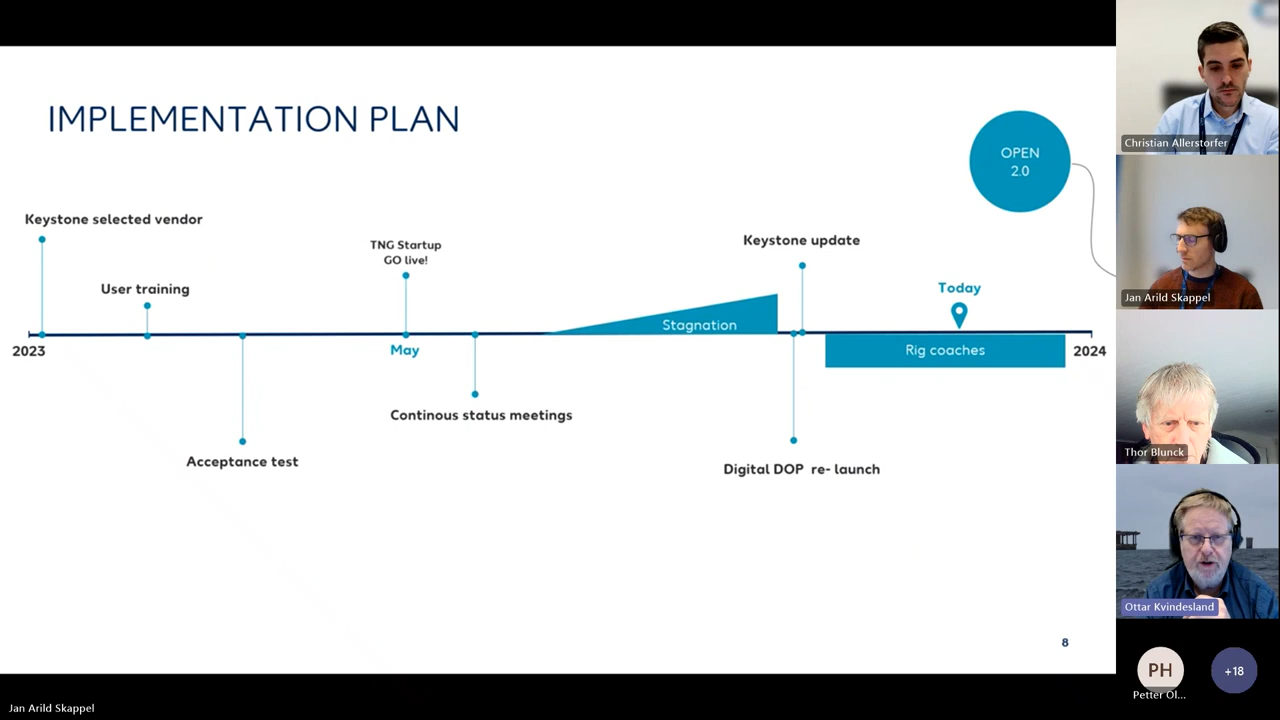 IMPLEMENTATION PLAN
OPEN
2.0
Keystone selected vendor
User training
TNG Startup
GO live!
Keystone update
Today
Stagnation
2023
May
Rig coaches
2024
Continous status meetings
Acceptance test
Digital DOP re- launch
8
Christian Allerstorfer
Jan Arild Skappel
Thor Blunck
Ottar Kvindesland
PH
+18
Petter Ol...
Jan Arild Skappel